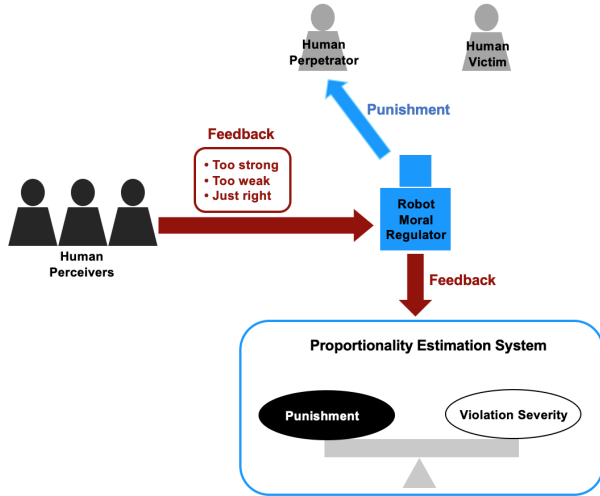 Human
Perpetrator
Human
Victim
Punishment
Feedback
• Too strong
• Too weak
• Just right
Human
Perceivers
Robot
Moral
Regulator
Feedback
Proportionality Estimation System
Punishment
Violation Severity